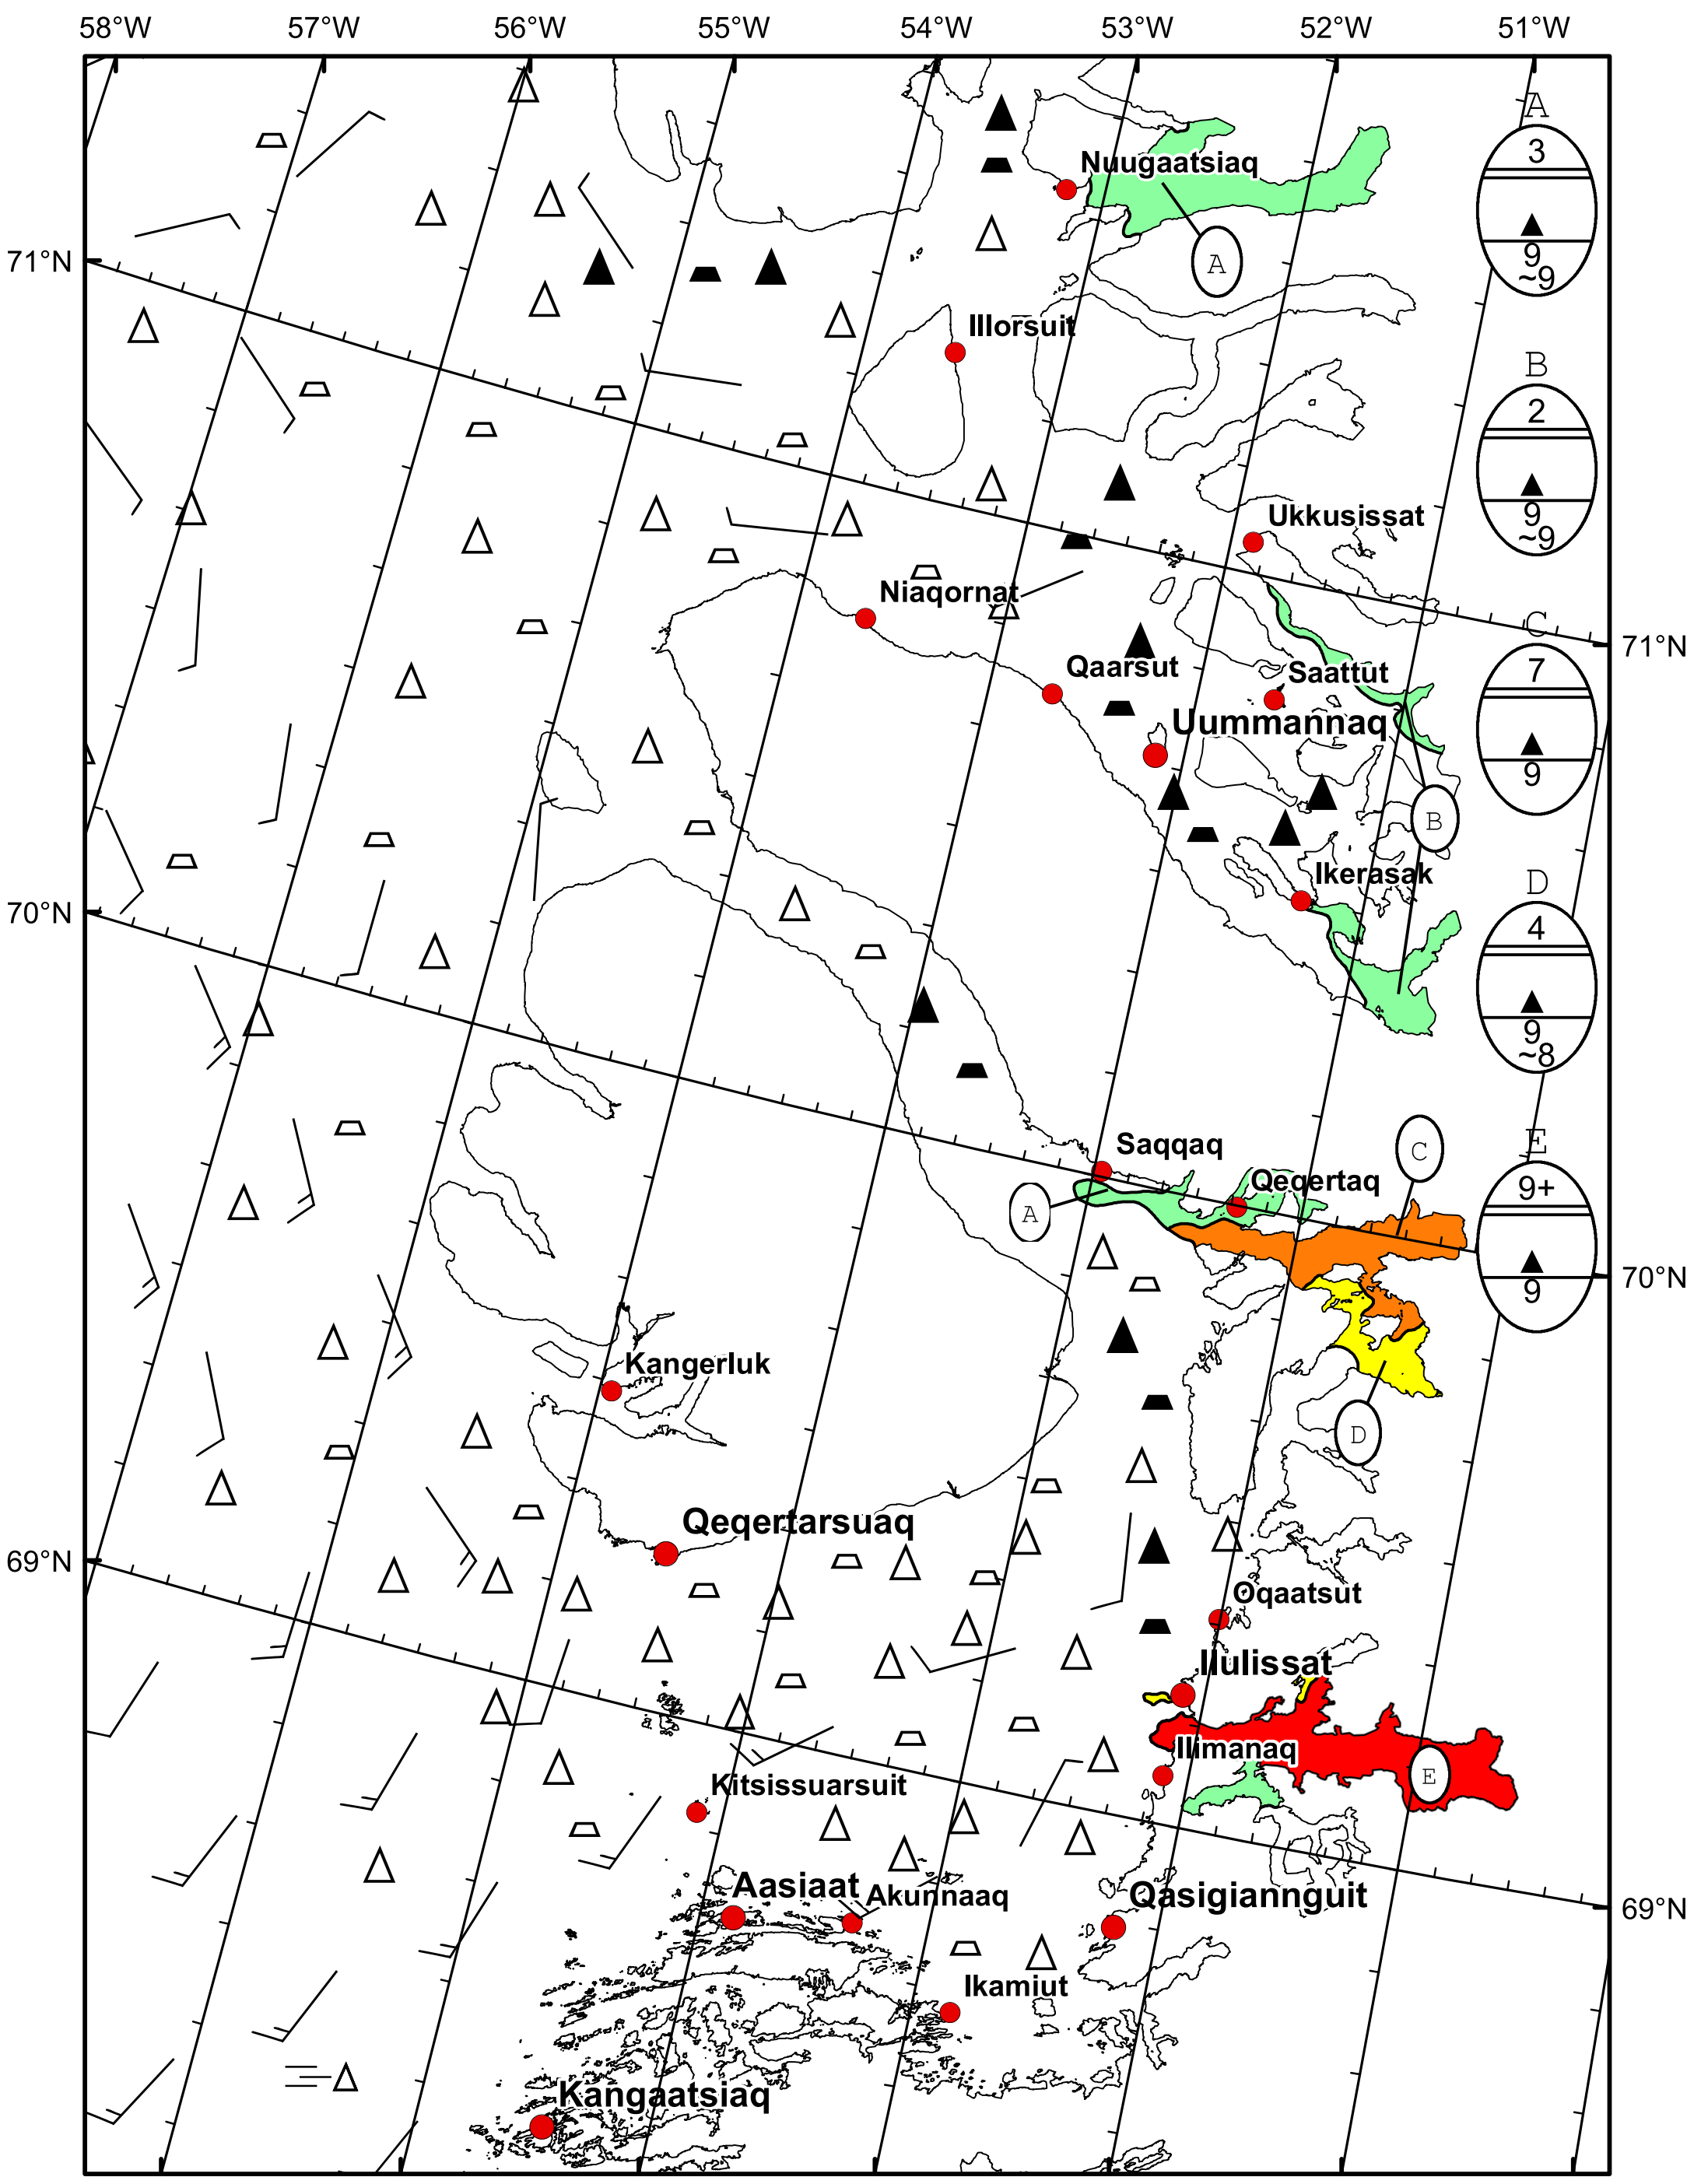 58°W 57°W 56°W 55°W 54°W 53°W 52°W 51°W
A
3
9
~9
Nuugaatsiaq
A
71°N
Illorsuit
B
2
9
~9
Ukkusissat
Niaqornat
C
7
9
71°N
Qaarsut
Saattut
Uummannaq
B
Ikerasak
70°N
D
4
9
~8
Saqqaq
C
E
9+
9
Qeqertaq
A
70°N
Kangerluk
D
Qeqertarsuaq
69°N
Oqaatsut
Ilulissat
Ilimanaq
E
Kitsissuarsuit
Aasiaat
Akunnaaq
Qasigiannguit
69°N
Ikamiut
Kangaatsiaq